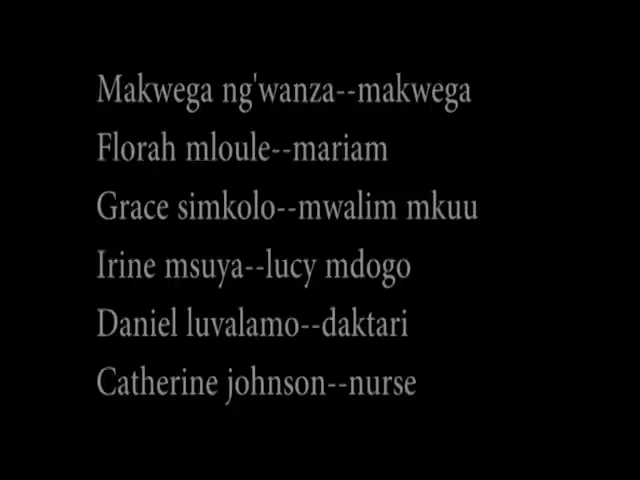 Makwega ng'wanza--makwega
Florah mloule--mariam
Grace simkolo--mwalim mkuu
Irine msuya--lucy mdogo
Daniel luvalamo--daktari
Catherine johnson--nurse